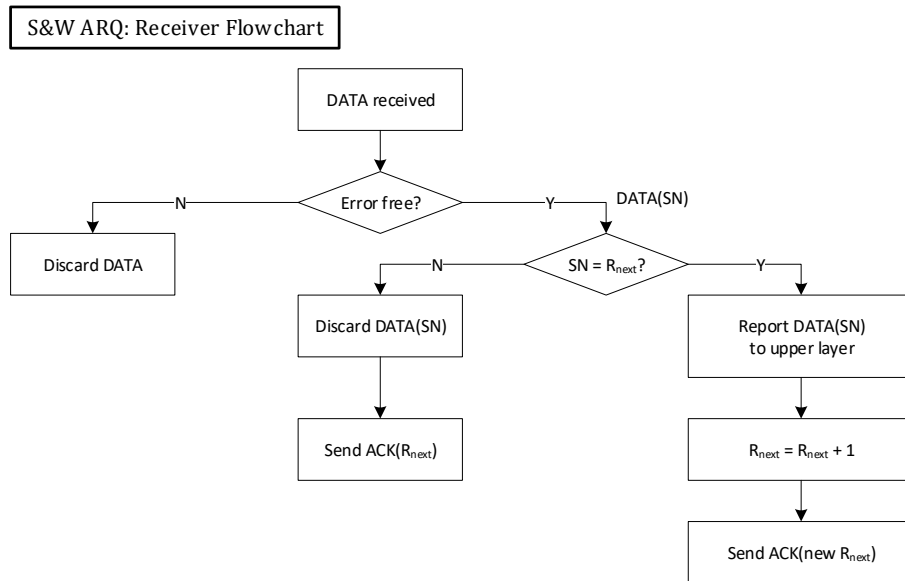 S&W ARQ: Receiver Flowchart
DATA received
Error free?
N
Y
DATA(SN)
Discard DATA
SN = Rnext?
N
Y
Discard DATA(SN)
Report DATA(SN)
to upper layer
Send ACK(Rnext)
Rnext = Rnext + 1
Send ACK(new Rnext)